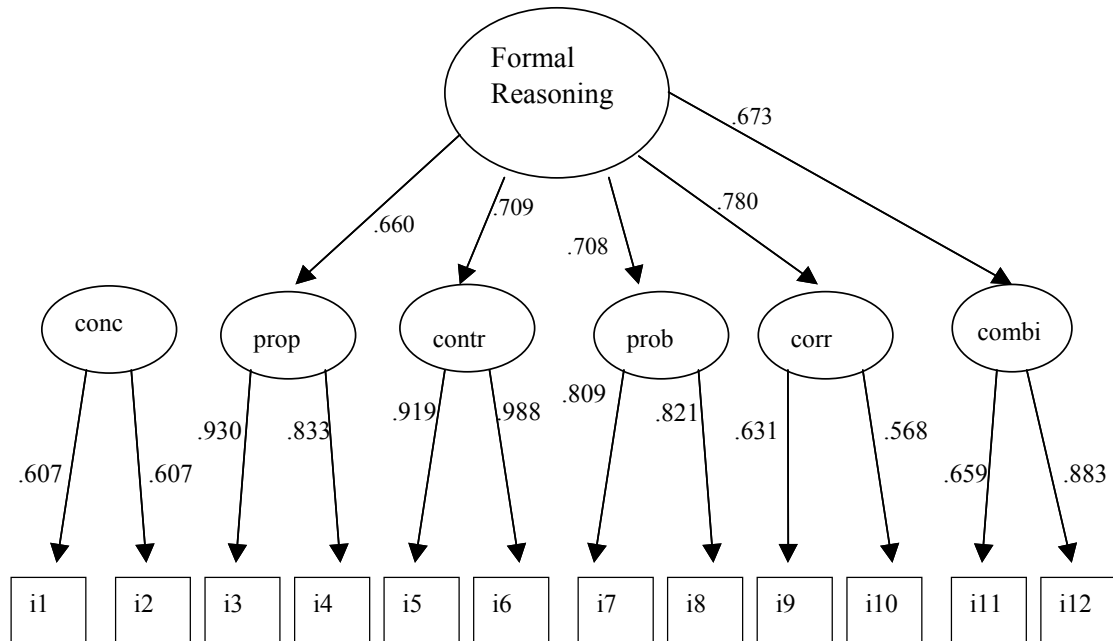 Formal
Reasoning
.673
.709
.780
.660
.708
conc
prop
contr
prob
corr
combi
.809
.919
.988
.821
.930
.833
.631
.568
.607
.607
.659
.883
i1
i2
i3
i4
i5
i6
i7
i8
i9
i10
i11
i12